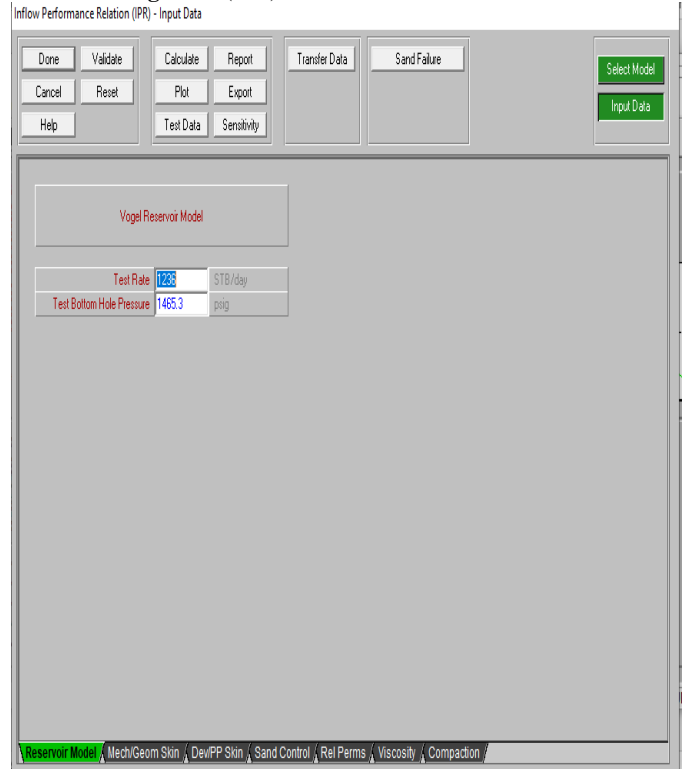 Inflow Performance Relation (IPR) - Input Data
Done Validate Calculate Report Transfer Data Sand Failure Select Model
Cancel Reset Plot Export Input Data
Help Test Data Sensitivity
Vogel Reservoir Model
Test Rate 1236 STB/day
Test Bottom Hole Pressure 1465.3 psig
Reservoir Model Mech/Geom Skin Dev/PP Skin Sand Control Rel Perms Viscosity Compaction